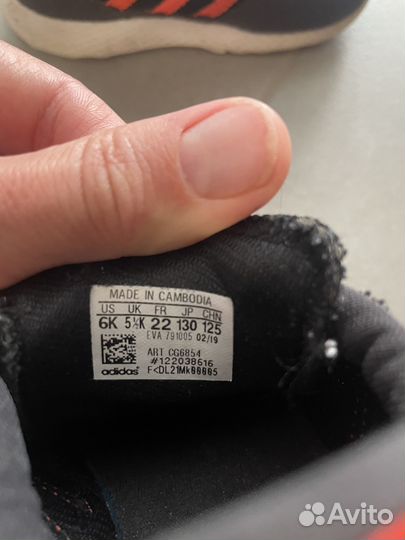 MADE IN CAMBODIA
US UK FR JP CHN
6K 5½K 22 130 125
EVA 791005 02/19
ART CG6854
#122038616
adidas F<DL21Mk00005
Avito